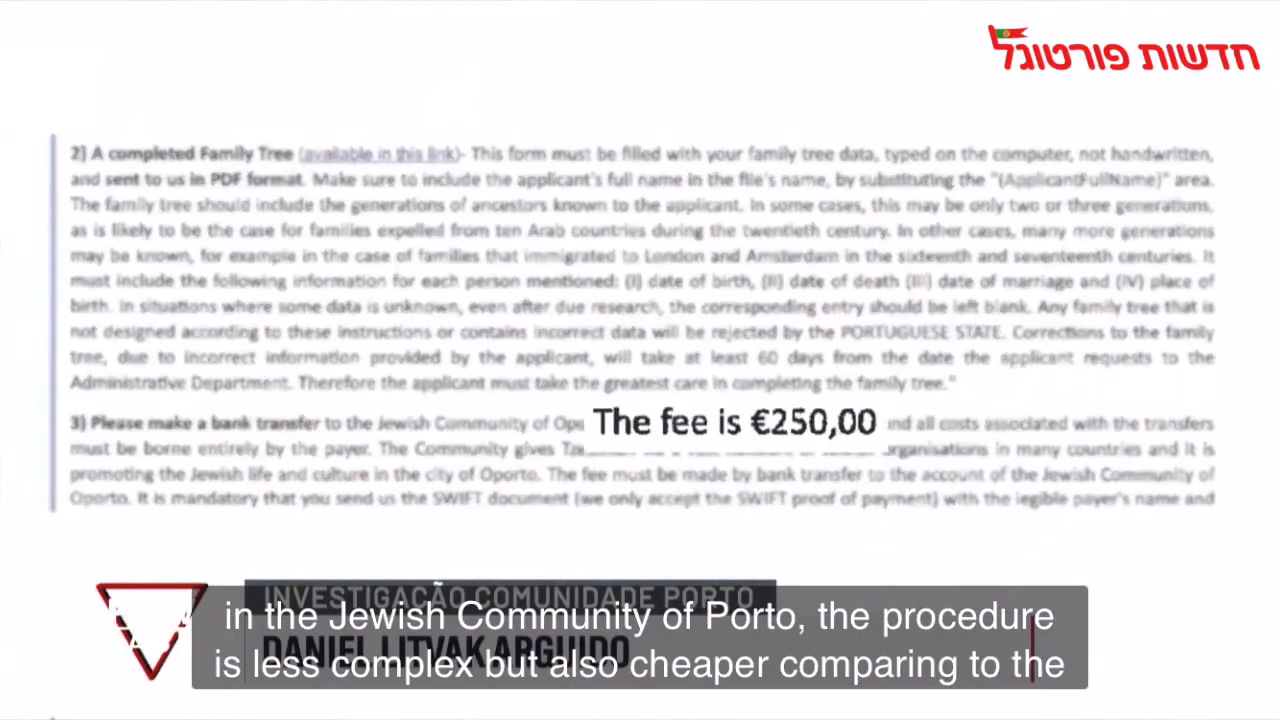 חדשות פורטוגל
2) A completed Family Tree (available in this link)- This form must be filled with your family tree data, typed on the computer, not handwritten,
and sent to us in PDF format. Make sure to include the applicant's full name in the file's name, by substituting the "(ApplicantFullName)" area.
The family tree should include the generations of ancestors known to the applicant. In some cases, this may be only two or three generations,
as is likely to be the case for families expelled from ten Arab countries during the twentieth century. In other cases, many more generations
may be known, for example in the case of families that immigrated to London and Amsterdam in the sixteenth and seventeenth centuries. It
must include the following information for each person mentioned: (I) date of birth, (II) date of death (III) date of marriage and (IV) place of
birth. In situations where some data is unknown, even after due research, the corresponding entry should be left blank. Any family tree that is
not designed according to these instructions or contains incorrect data will be rejected by the PORTUGUESE STATE. Corrections to the family
tree, due to incorrect information provided by the applicant, will take at least 60 days from the date the applicant requests to the
Administrative Department. Therefore the applicant must take the greatest care in completing the family tree."
3) Please make a bank transfer to the Jewish Community of The fee is €250,00 and all costs associated with the transfers
must be borne entirely by the payer. The Community gives organisations in many countries and it is
promoting the Jewish life and culture in the city of Oporto. The fee must be made by bank transfer to the account of the Jewish Community of
Oporto. It is mandatory that you send us the SWIFT document (we only accept the SWIFT proof of payment) with the legible payer's name and
INVESTIGAÇÃO COMUNIDADE PORTO
in the Jewish Community of Porto, the procedure
DANIEL LITVAK ARGUIDO
is less complex but also cheaper comparing to the